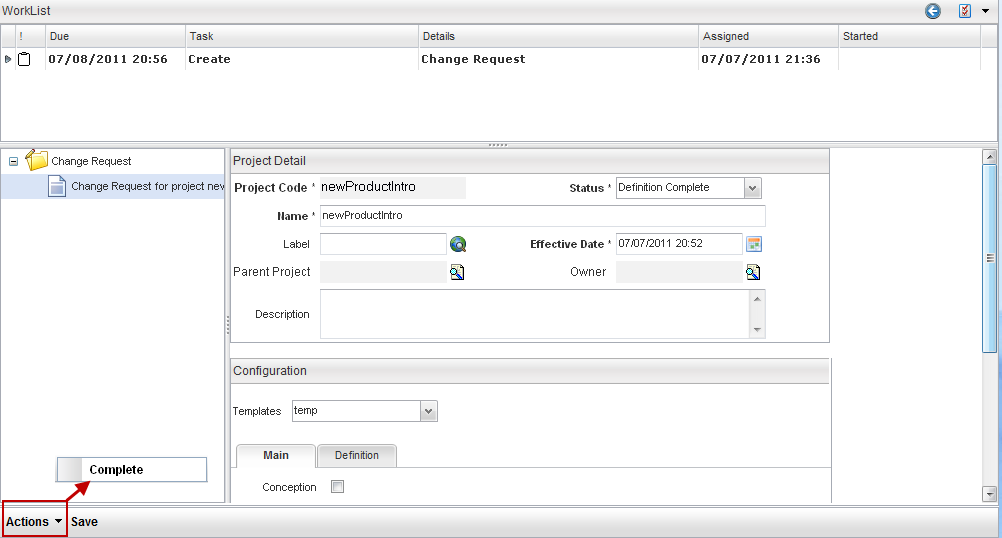 WorkList
! Due Task Details Assigned Started
07/08/2011 20:56 Create Change Request 07/07/2011 21:36
Change Request
Change Request for project new
Project Detail
Project Code * newProductIntro Status * Definition Complete
Name * newProductIntro
Label Effective Date * 07/07/2011 20:52
Parent Project Owner
Description
Configuration
Templates temp
Main Definition
Conception
Complete
Actions Save